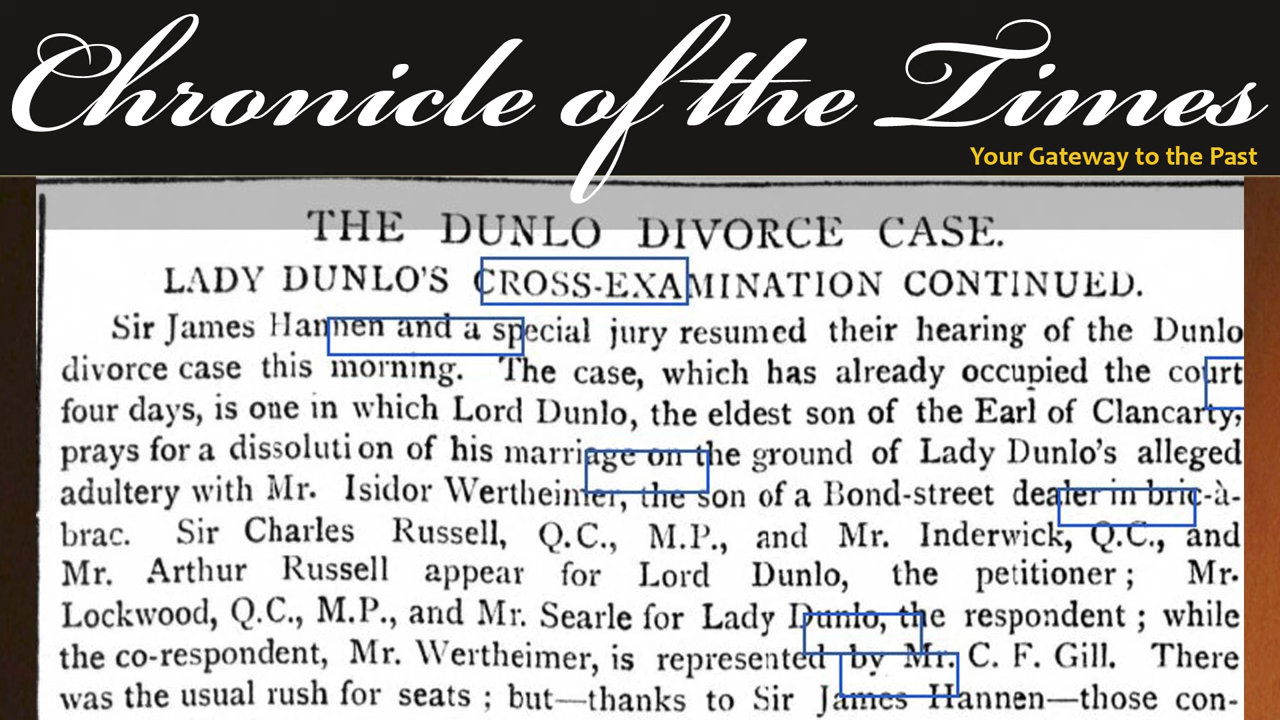 Chronicle of the Times
Your Gateway to the Past
THE DUNLO DIVORCE CASE.
LADY DUNLO'S CROSS-EXAMINATION CONTINUED.
Sir James Hannen and a special jury resumed their hearing of the Dunlo
divorce case this morning. The case, which has already occupied the court
four days, is one in which Lord Dunlo, the eldest son of the Earl of Clancarty,
prays for a dissolution of his marriage on the ground of Lady Dunlo's alleged
adultery with Mr. Isidor Wertheimer, the son of a Bond-street dealer in bric-à-
brac. Sir Charles Russell, Q.C., M.P., and Mr. Inderwick, Q.C., and
Mr. Arthur Russell appear for Lord Dunlo, the petitioner; Mr.
Lockwood, Q.C., M.P., and Mr. Searle for Lady Dunlo, the respondent; while
the co-respondent, Mr. Wertheimer, is represented by Mr. C. F. Gill. There
was the usual rush for seats; but—thanks to Sir James Hannen—those con-